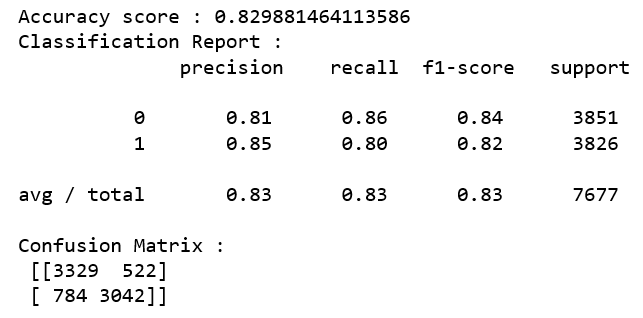 Accuracy score : 0.829881464113586
Classification Report :
precision recall f1-score support
0 0.81 0.86 0.84 3851
1 0.85 0.80 0.82 3826
avg / total 0.83 0.83 0.83 7677
Confusion Matrix :
[[3329 522]
[ 784 3042]]